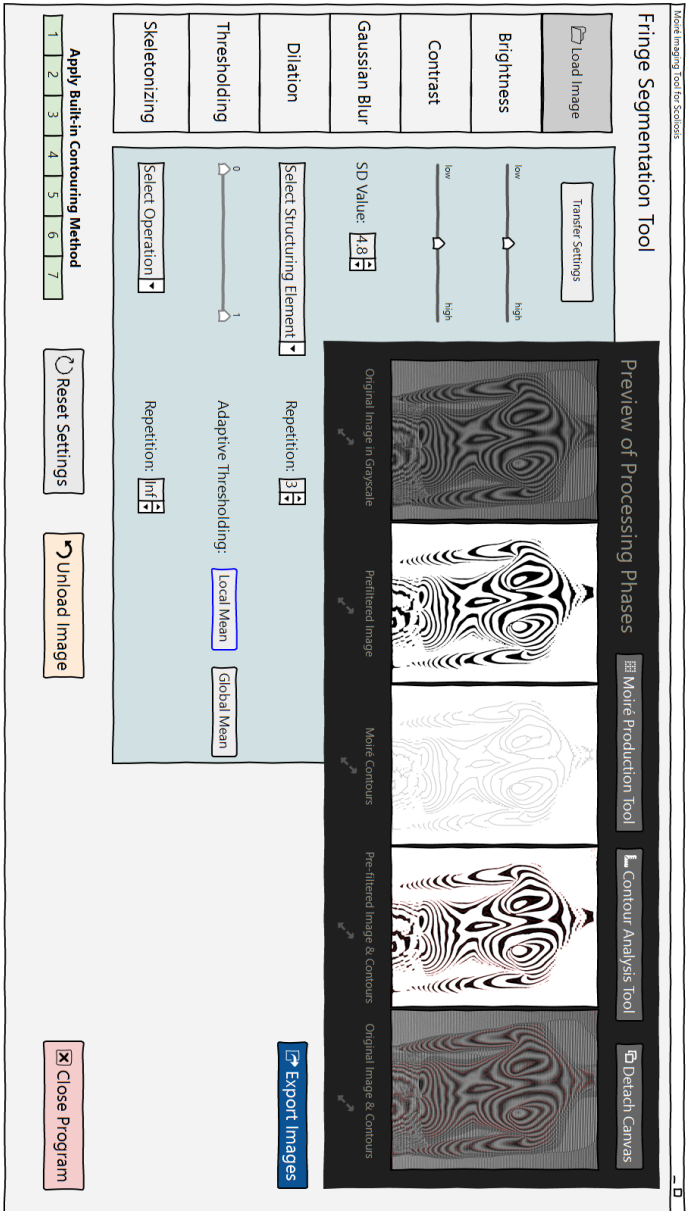 Moiré Imaging Tool for Scoliosis
Fringe Segmentation Tool
Load Image
Brightness
Contrast
Gaussian Blur
Dilation
Thresholding
Skeletonizing
Transfer Settings
low
high
low
high
SD Value: 4.8
Select Structuring Element
Repetition: 3
0
1
Adaptive Thresholding:
Local Mean
Global Mean
Select Operation
Repetition: Inf
Preview of Processing Phases
Moiré Production Tool
Contour Analysis Tool
Detach Canvas
Original Image in Grayscale
Prefiltered Image
Moiré Contours
Pre-filtered Image & Contours
Original Image & Contours
Export Images
Apply Built-in Contouring Method
1 2 3 4 5 6 7
Reset Settings
Unload Image
Close Program